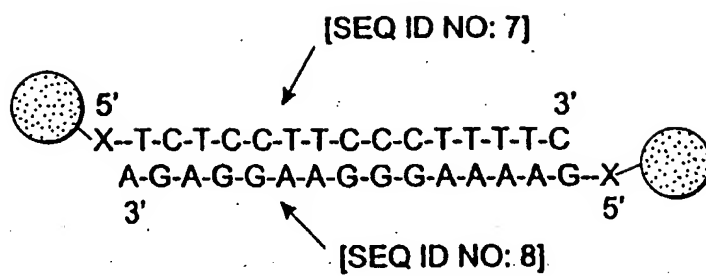 [SEQ ID NO: 7]
5' 3'
X--T-C-T-C-C-T-T-C-C-C-T-T-T-T-C
A-G-A-G-G-A-A-G-G-G-A-A-A-A-G--X
3' 5'
[SEQ ID NO: 8]